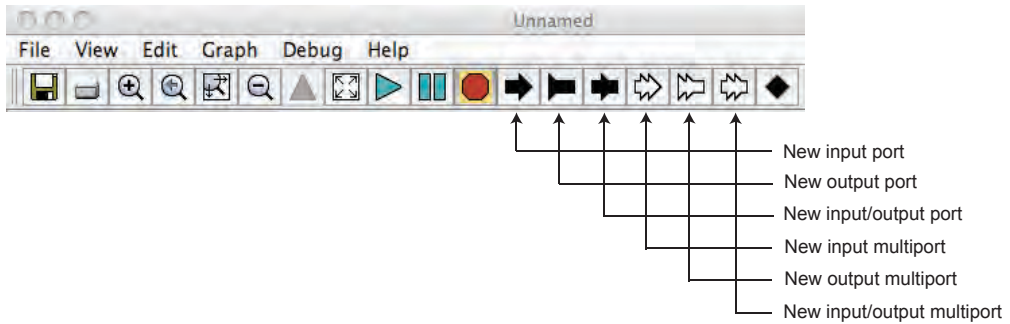 Unnamed
File View Edit Graph Debug Help
New input port
New output port
New input/output port
New input multiport
New output multiport
New input/output multiport